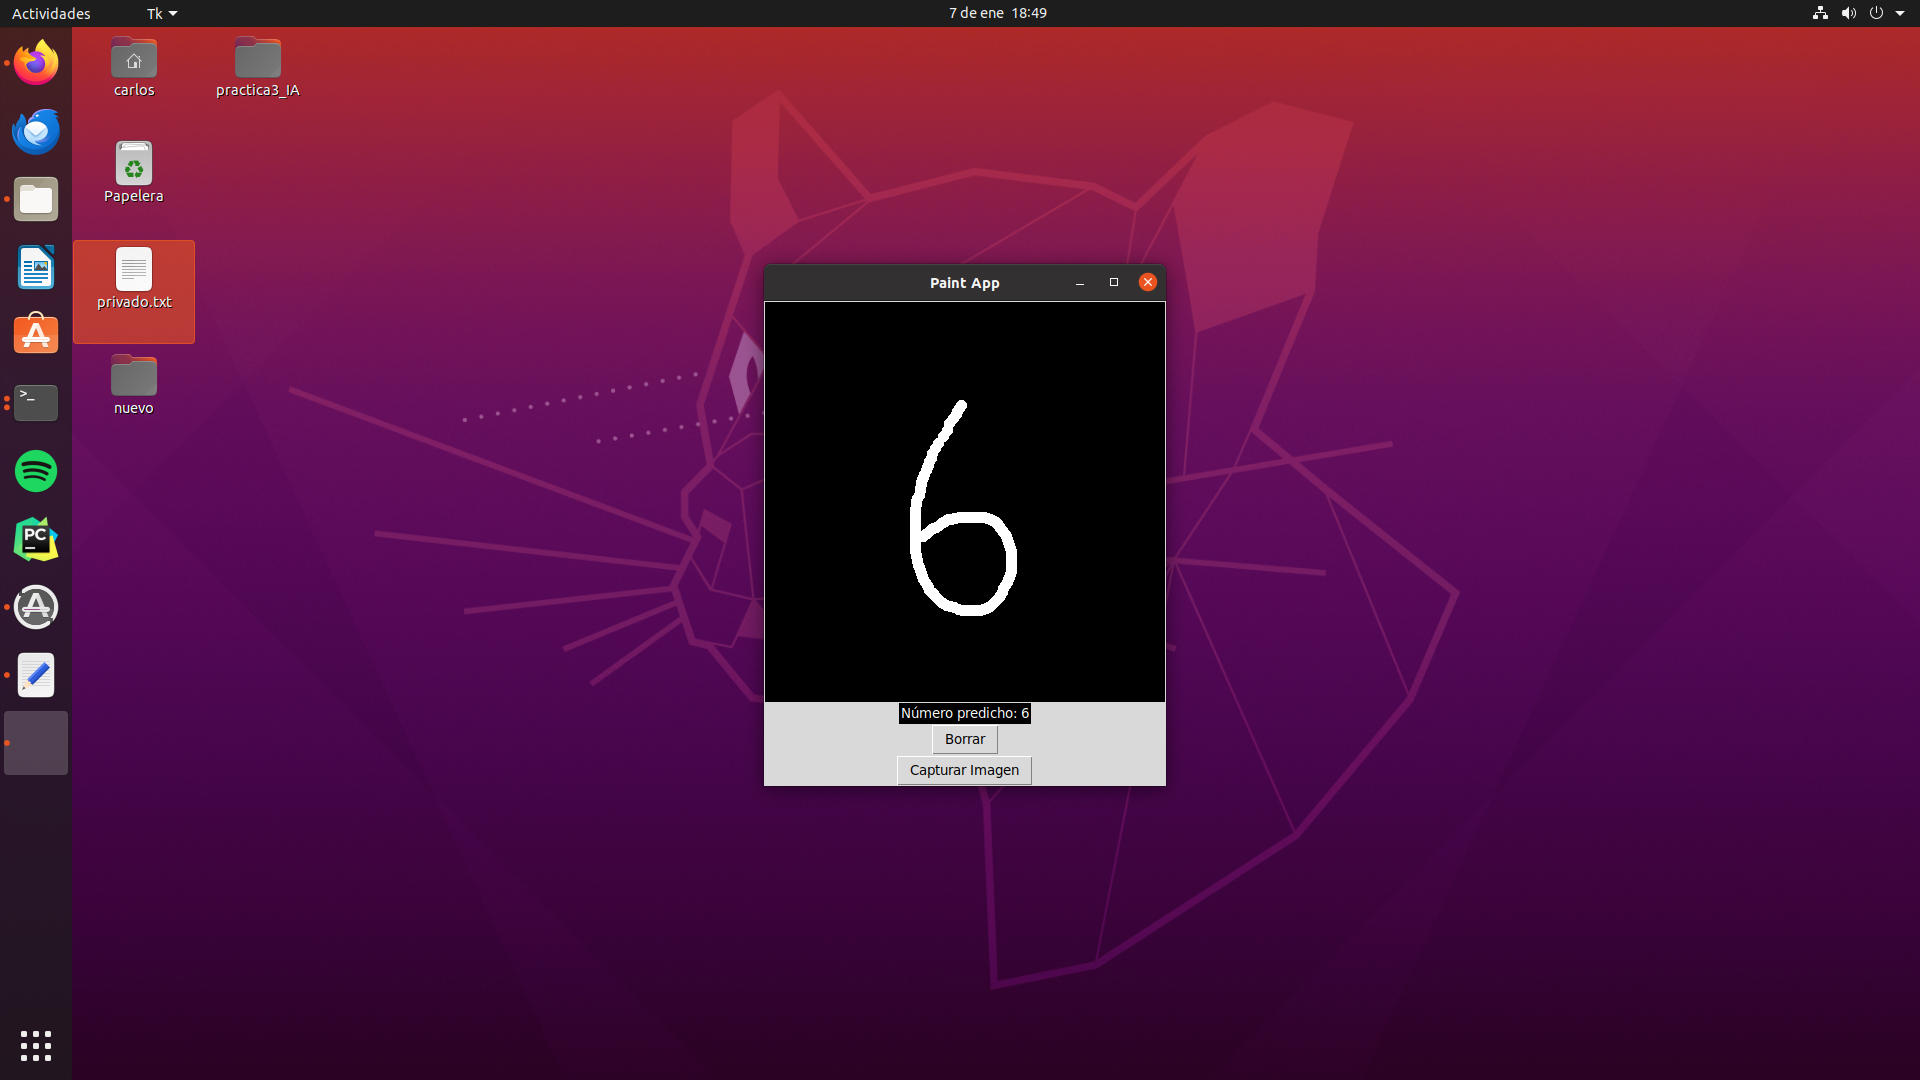 Actividades
Tk
7 de ene 18:49
carlos
practica3_IA
Papelera
privado.txt
nuevo
>_
PC
Paint App
6
Número predicho: 6
Borrar
Capturar Imagen